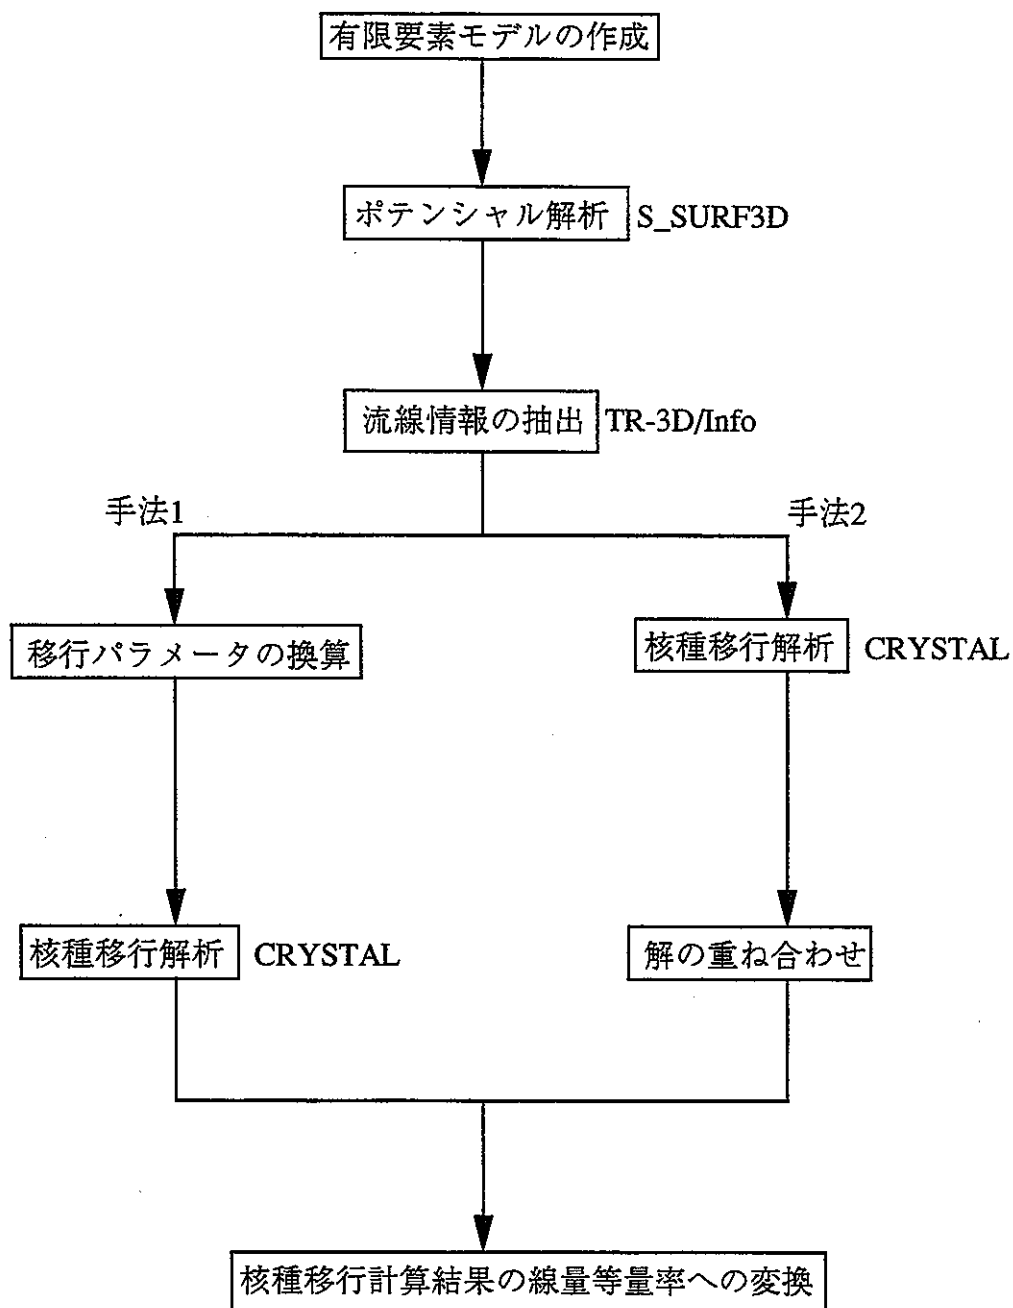 有限要素モデルの作成
ポテンシャル解析 S_SURF3D
流線情報の抽出 TR-3D/Info
手法1
手法2
移行パラメータの換算
核種移行解析 CRYSTAL
核種移行解析 CRYSTAL
解の重ね合わせ
核種移行計算結果の線量等量率への変換